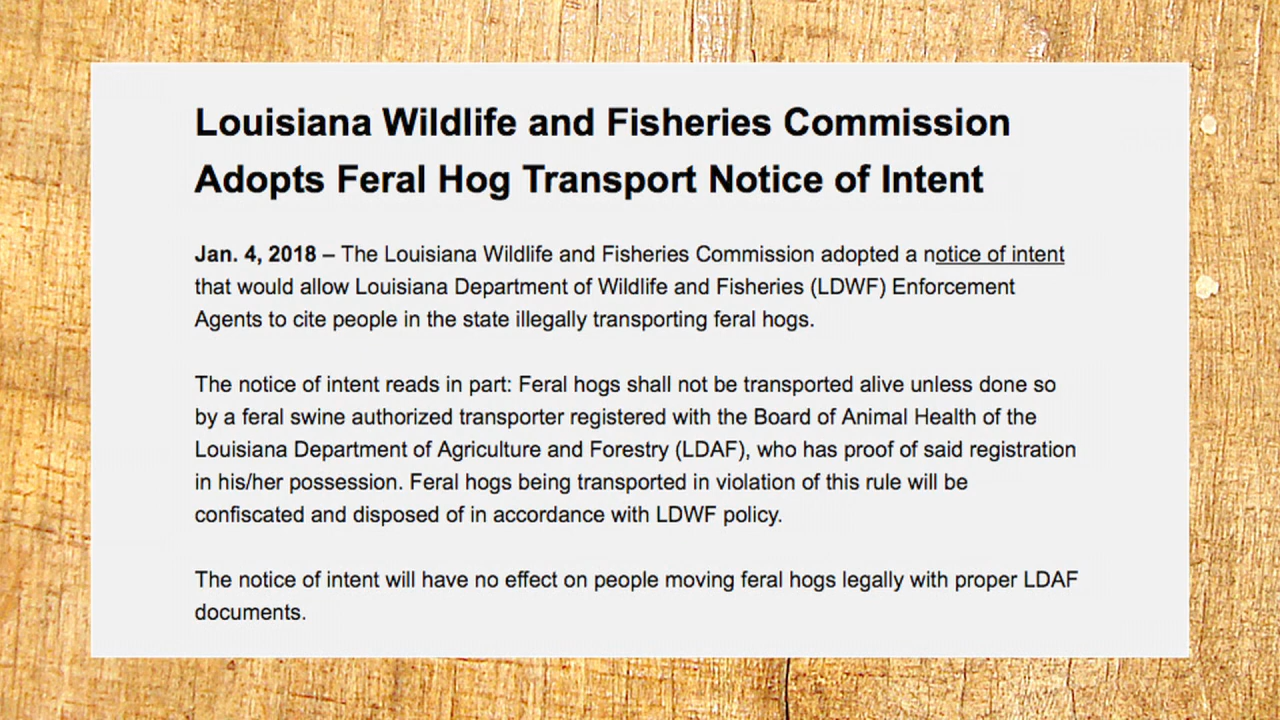 Louisiana Wildlife and Fisheries Commission
Adopts Feral Hog Transport Notice of Intent
Jan. 4, 2018 – The Louisiana Wildlife and Fisheries Commission adopted a notice of intent
that would allow Louisiana Department of Wildlife and Fisheries (LDWF) Enforcement
Agents to cite people in the state illegally transporting feral hogs.
The notice of intent reads in part: Feral hogs shall not be transported alive unless done so
by a feral swine authorized transporter registered with the Board of Animal Health of the
Louisiana Department of Agriculture and Forestry (LDAF), who has proof of said registration
in his/her possession. Feral hogs being transported in violation of this rule will be
confiscated and disposed of in accordance with LDWF policy.
The notice of intent will have no effect on people moving feral hogs legally with proper LDAF
documents.